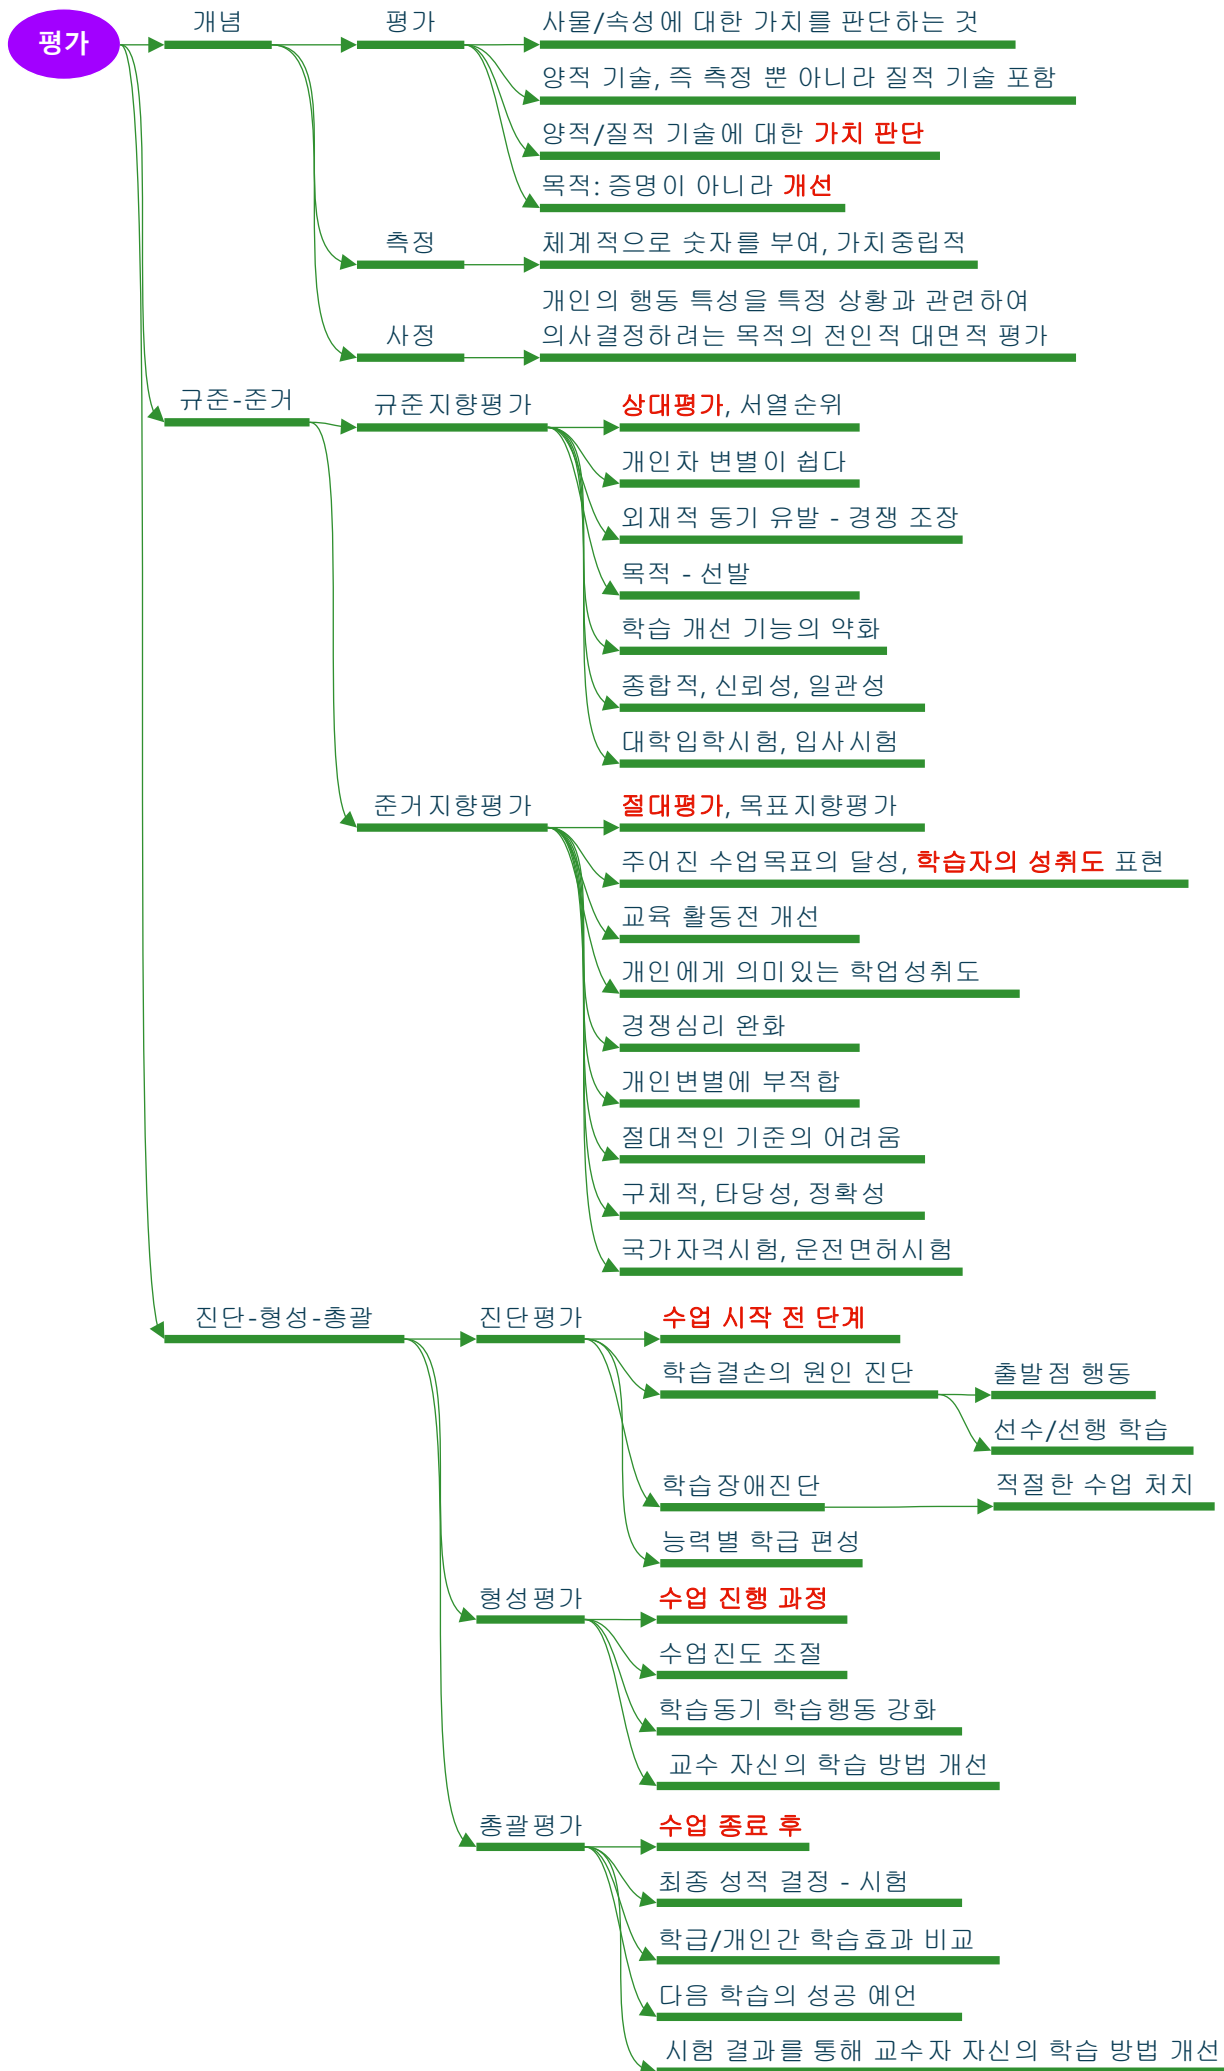 평가
개념
평가
사물/속성에 대한 가치를 판단하는 것
양적 기술, 즉 측정 뿐 아니라 질적 기술 포함
양적/질적 기술에 대한 가치 판단
목적: 증명이 아니라 개선
측정
체계적으로 숫자를 부여, 가치중립적
사정
개인의 행동 특성을 특정 상황과 관련하여
의사결정하려는 목적의 전인적 대면적 평가
규준-준거
규준지향평가
상대평가, 서열순위
개인차 변별이 쉽다
외재적 동기 유발 - 경쟁 조장
목적 - 선발
학습 개선 기능의 약화
종합적, 신뢰성, 일관성
대학입학시험, 입사시험
준거지향평가
절대평가, 목표지향평가
주어진 수업목표의 달성, 학습자의 성취도 표현
교육 활동전 개선
개인에게 의미있는 학업성취도
경쟁심리 완화
개인변별에 부적합
절대적인 기준의 어려움
구체적, 타당성, 정확성
국가자격시험, 운전면허시험
진단-형성-총괄
진단평가
수업 시작 전 단계
학습결손의 원인 진단
출발점 행동
선수/선행 학습
학습장애진단
적절한 수업 처치
능력별 학급 편성
형성평가
수업 진행 과정
수업진도 조절
학습동기 학습행동 강화
교수 자신의 학습 방법 개선
총괄평가
수업 종료 후
최종 성적 결정 - 시험
학급/개인간 학습효과 비교
다음 학습의 성공 예언
시험 결과를 통해 교수자 자신의 학습 방법 개선